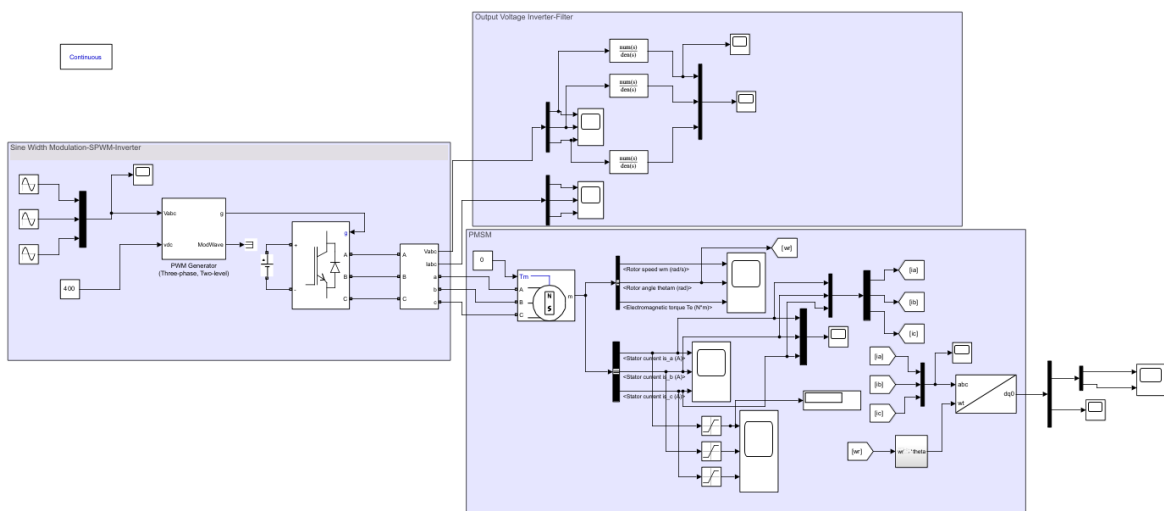 Output Voltage Inverter-Filter
num(s)
den(s)
Continuous
num(s)
den(s)
Sine Width Modulation-SPWM-Inverter
num(s)
den(s)
Vabc
g
g
vdc
ModWave
PWM Generator
(Three-phase, Two-level)
400
+
-
A
B
C
A
B
C
Vabc
Iabc
a
b
c
PMSM
0
Tm
A
B
C
N
S
m
[wr]
<Rotor speed wm (rad/s)>
<Rotor angle thetam (rad)>
<Electromagnetic torque Te (N*m)>
[ia]
[ib]
[ic]
<Stator current is_a (A)>
<Stator current is_b (A)>
<Stator current is_c (A)>
[ia]
[ib]
[ic]
abc
wt
dq0
[wr]